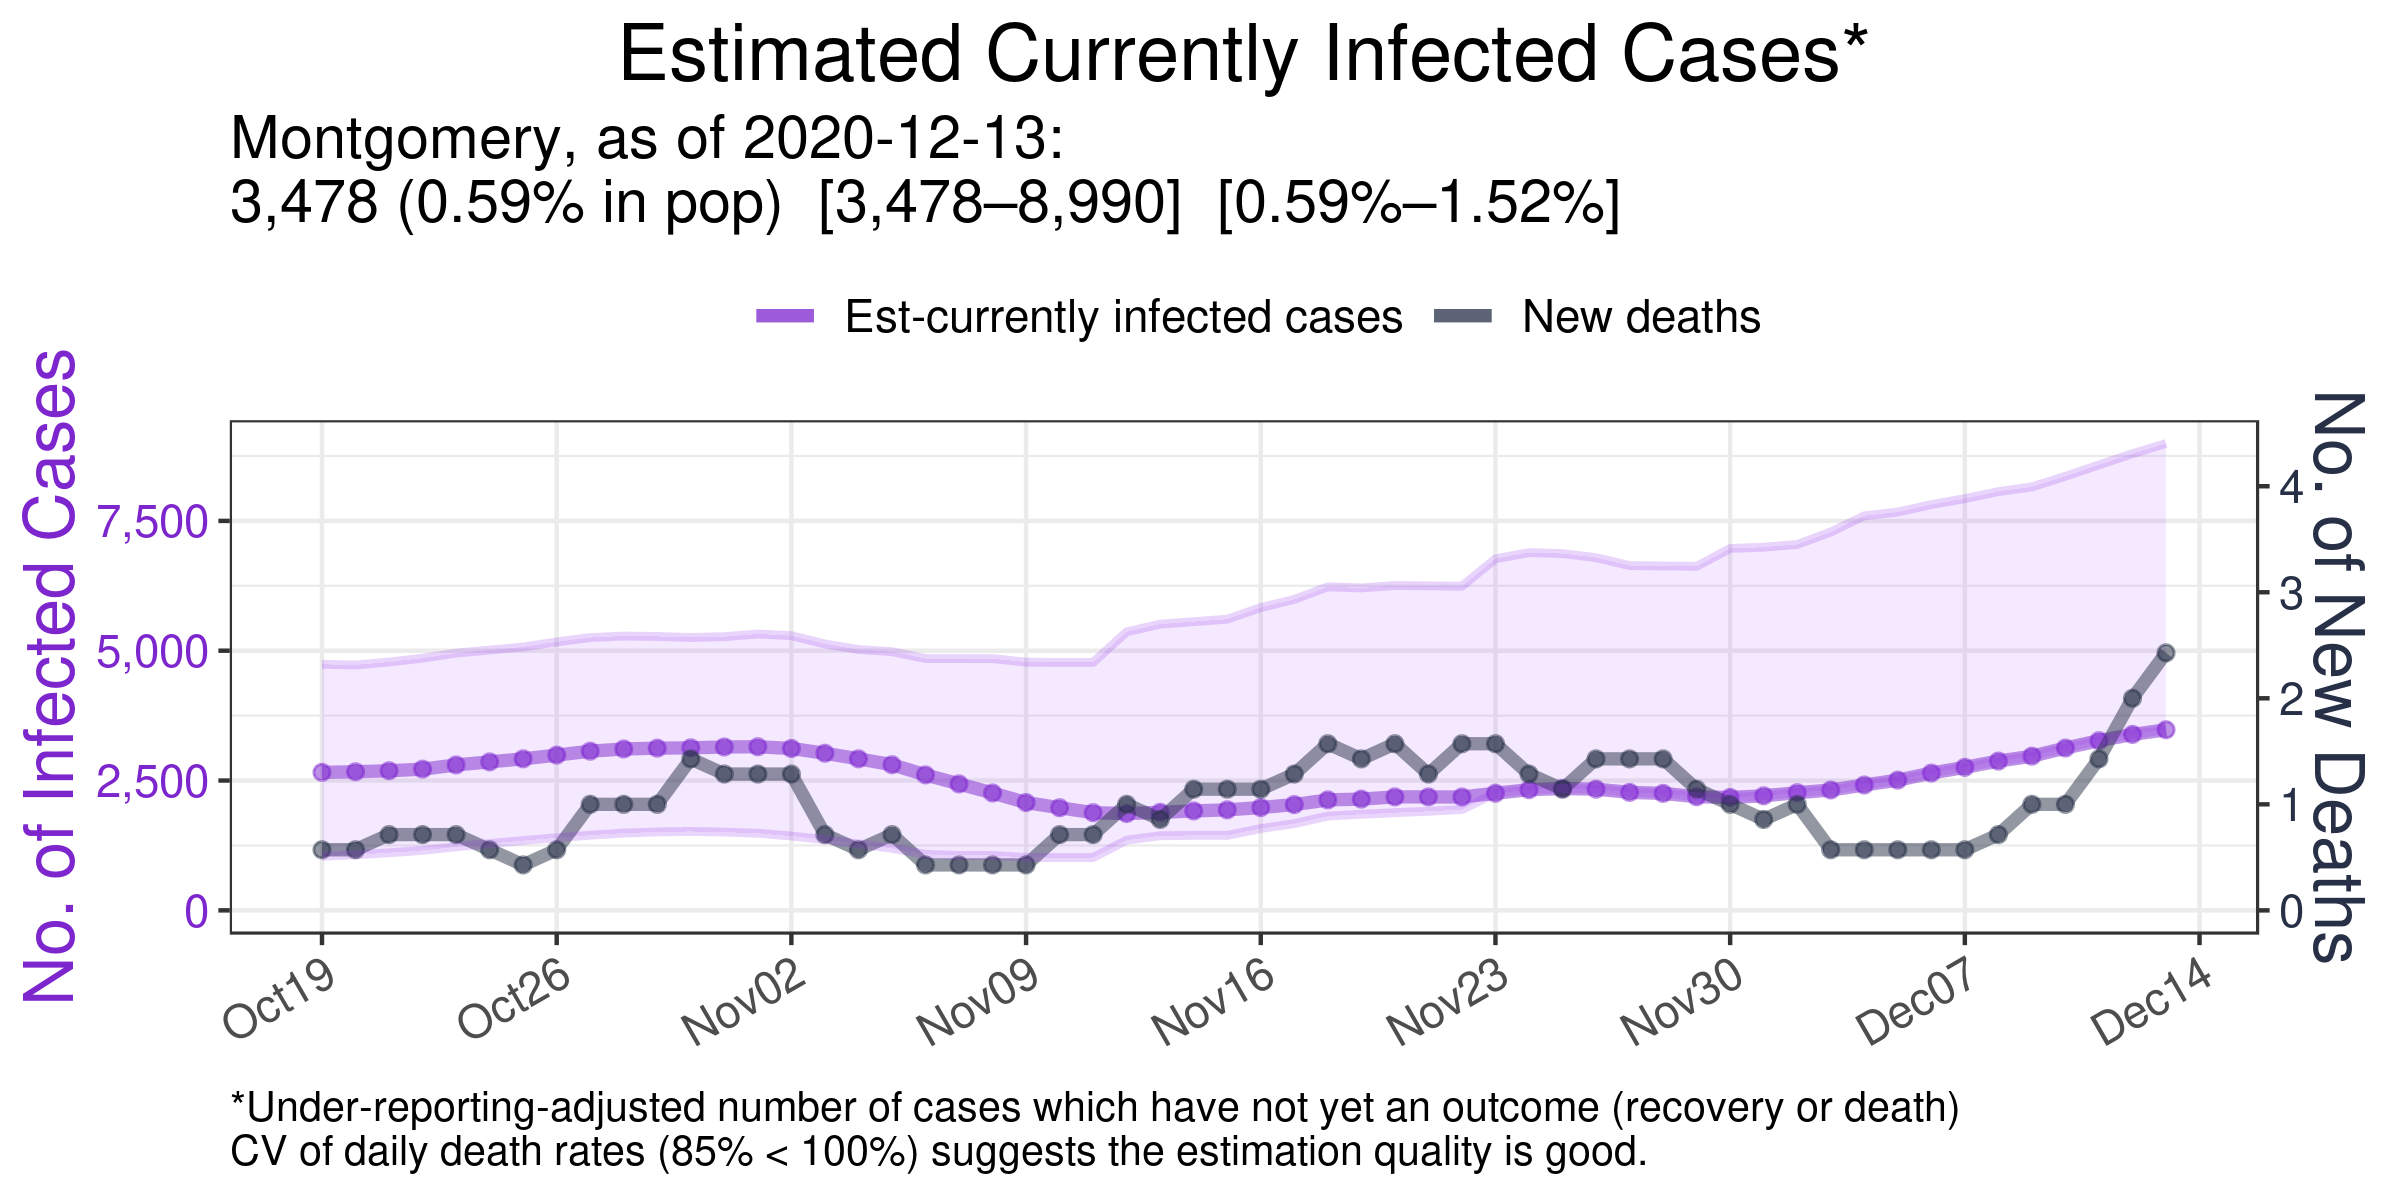 Estimated Currently Infected Cases*
Montgomery, as of 2020-12-13:
3,478 (0.59% in pop)  [3,478–8,990]  [0.59%–1.52%]
Est-currently infected cases
New deaths
No. of Infected Cases
7,500
5,000
2,500
0
No. of New Deaths
4
3
2
1
0
Oct19
Oct26
Nov02
Nov09
Nov16
Nov23
Nov30
Dec07
Dec14
*Under-reporting-adjusted number of cases which have not yet an outcome (recovery or death)
CV of daily death rates (85% < 100%) suggests the estimation quality is good.